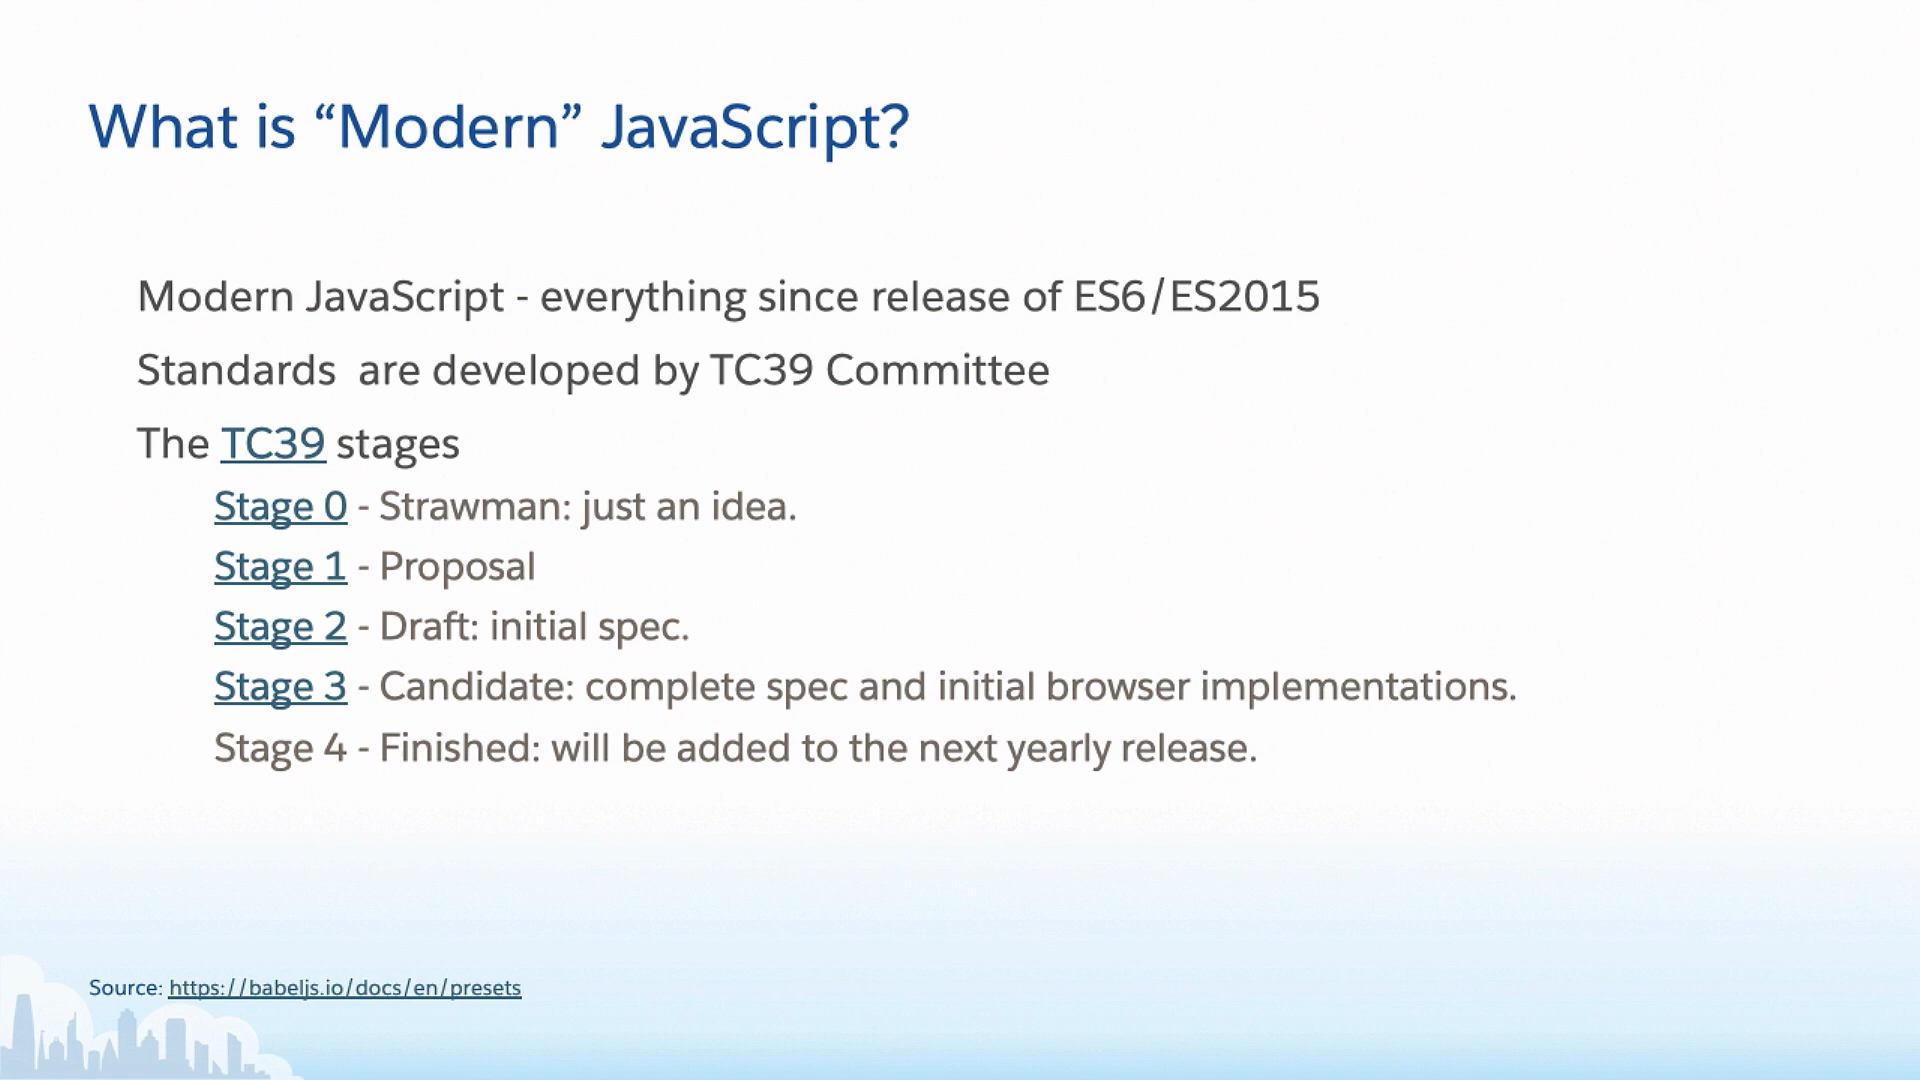 What is “Modern” JavaScript?
Modern JavaScript - everything since release of ES6/ES2015
Standards  are developed by TC39 Committee
The TC39 stages
Stage 0 - Strawman: just an idea.
Stage 1 - Proposal
Stage 2 - Draft: initial spec.
Stage 3 - Candidate: complete spec and initial browser implementations.
Stage 4 - Finished: will be added to the next yearly release.
Source: https://babeljs.io/docs/en/presets